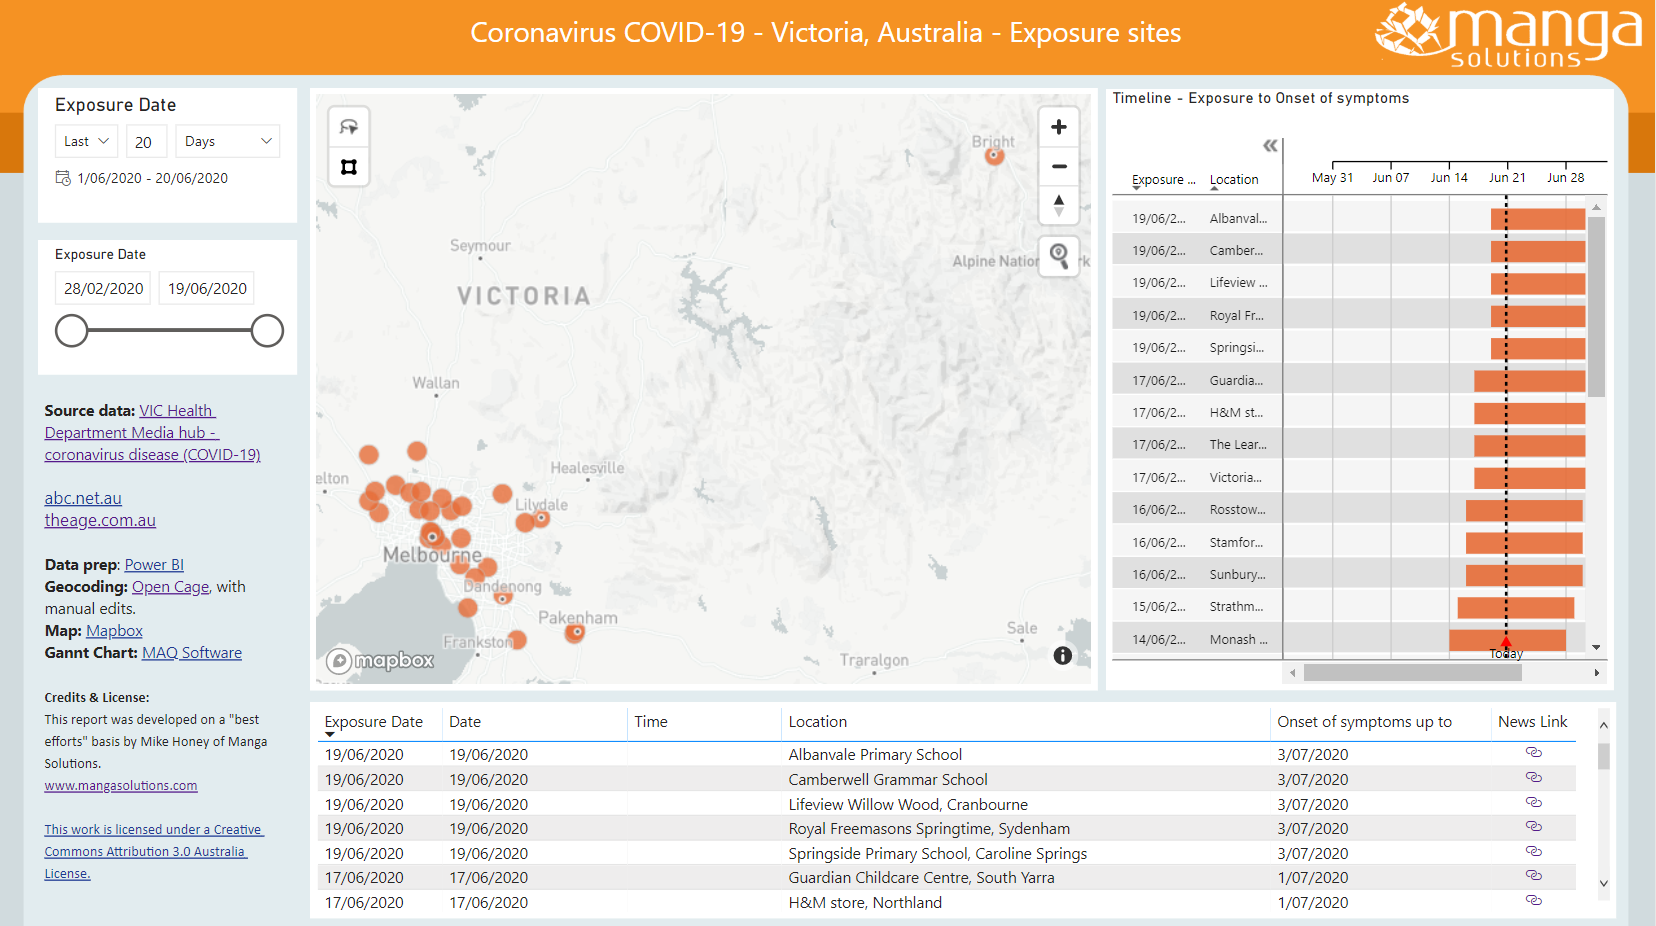 Coronavirus COVID-19 - Victoria, Australia - Exposure sites
manga
solutions
Exposure Date
Last 20 Days
1/06/2020 - 20/06/2020
Exposure Date
28/02/2020 19/06/2020
Source data: VIC Health
Department Media hub -
coronavirus disease (COVID-19)
abc.net.au
theage.com.au
Data prep: Power BI
Geocoding: Open Cage, with
manual edits.
Map: Mapbox
Gannt Chart: MAQ Software
Credits & License:
This report was developed on a "best
efforts" basis by Mike Honey of Manga
Solutions.
www.mangasolutions.com
This work is licensed under a Creative
Commons Attribution 3.0 Australia
License.
Bright
Seymour
Alpine Natio rk
VICTORIA
Wallan
Healesville
elton
Lilydale
Melbourne
Dandenong
Pakenham
Frankston
Sale
Traralgon
mapbox
Timeline - Exposure to Onset of symptoms
Exposure ... Location May 31 Jun 07 Jun 14 Jun 21 Jun 28
19/06/2... Albanval...
19/06/2... Camber...
19/06/2... Lifeview ...
19/06/2... Royal Fr...
19/06/2... Springsi...
17/06/2... Guardia...
17/06/2... H&M st...
17/06/2... The Lear...
17/06/2... Victoria...
16/06/2... Rosstow...
16/06/2... Stamfor...
16/06/2... Sunbury...
15/06/2... Strathm...
14/06/2... Monash ...
Today
Exposure Date Date Time Location Onset of symptoms up to News Link
19/06/2020 19/06/2020 Albanvale Primary School 3/07/2020
19/06/2020 19/06/2020 Camberwell Grammar School 3/07/2020
19/06/2020 19/06/2020 Lifeview Willow Wood, Cranbourne 3/07/2020
19/06/2020 19/06/2020 Royal Freemasons Springtime, Sydenham 3/07/2020
19/06/2020 19/06/2020 Springside Primary School, Caroline Springs 3/07/2020
17/06/2020 17/06/2020 Guardian Childcare Centre, South Yarra 1/07/2020
17/06/2020 17/06/2020 H&M store, Northland 1/07/2020